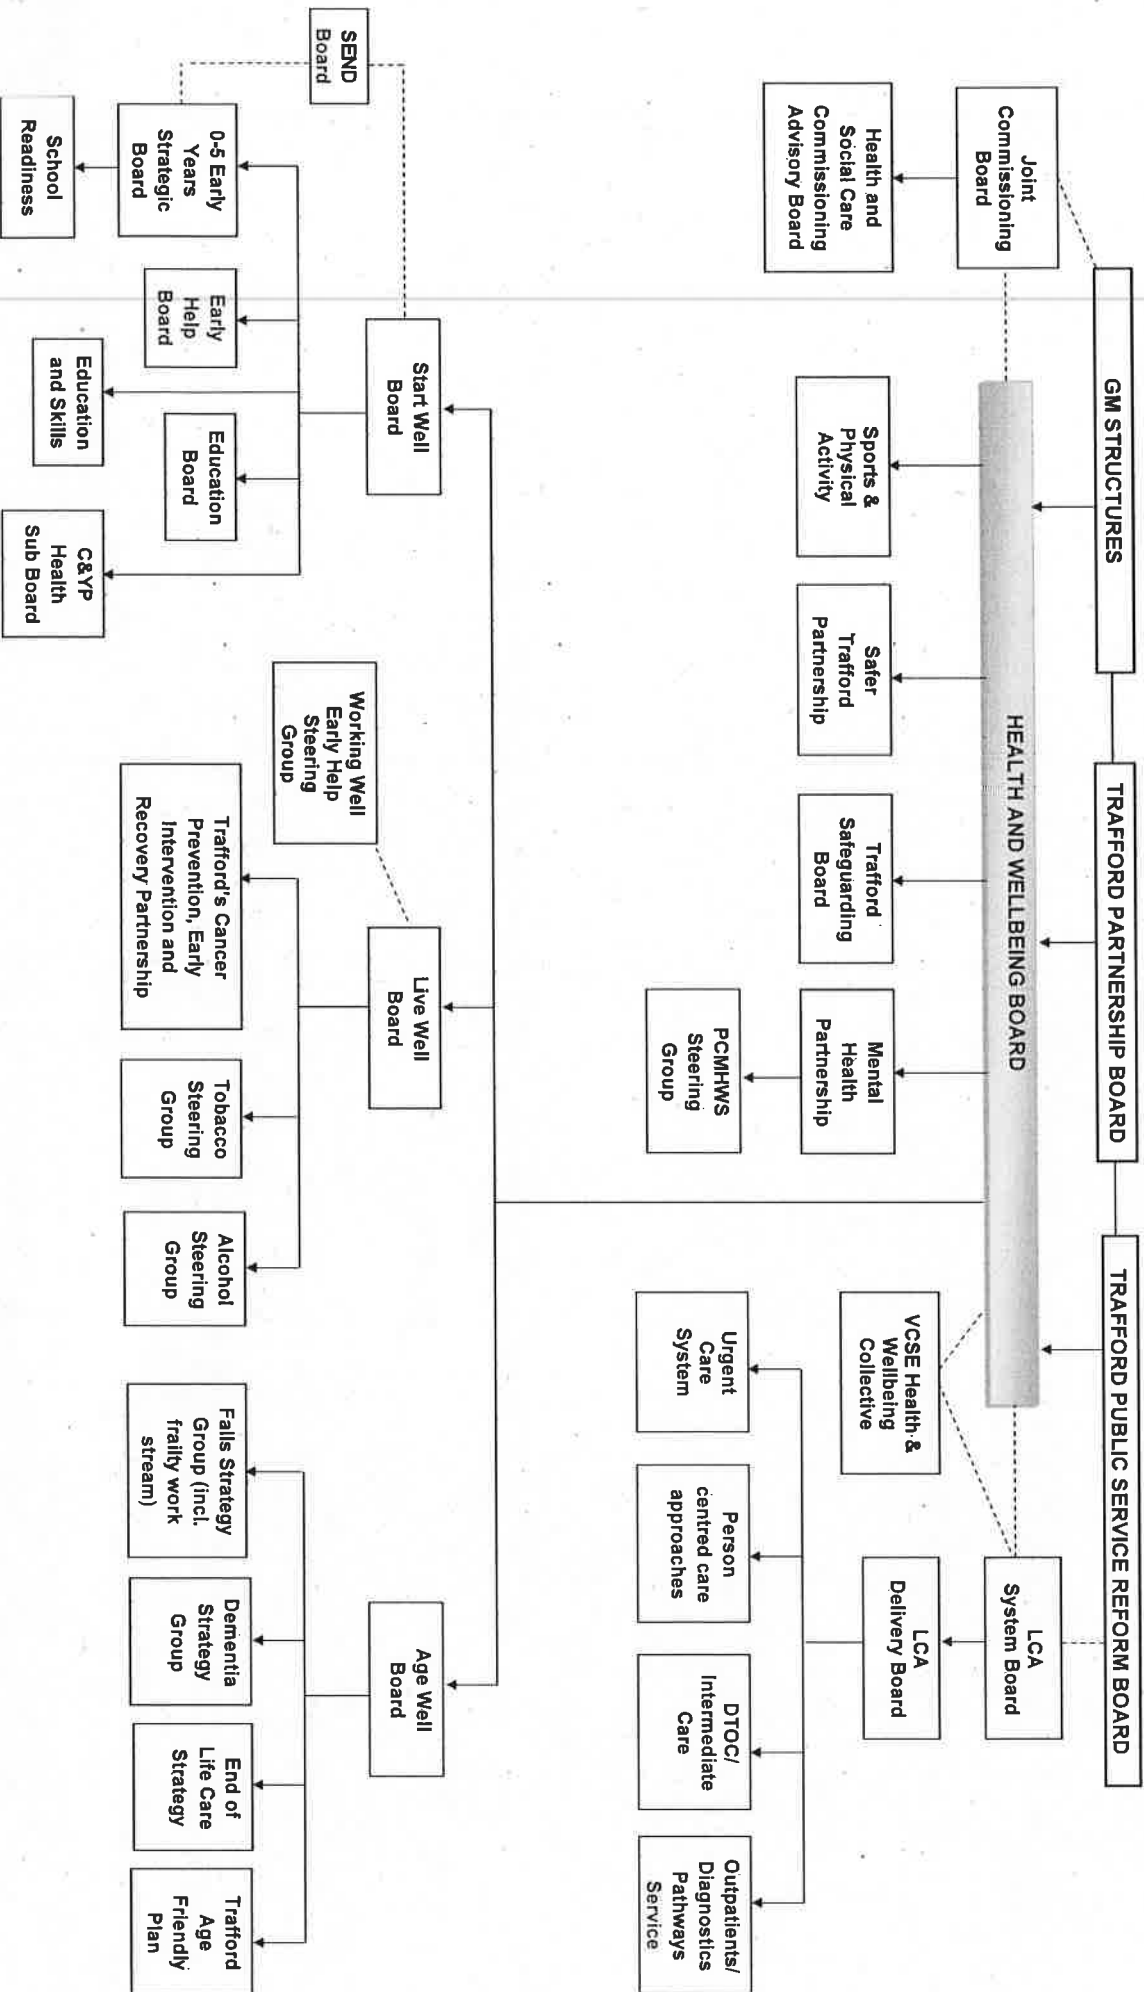 GM STRUCTURES
TRAFFORD PARTNERSHIP BOARD
TRAFFORD PUBLIC SERVICE REFORM BOARD
Joint
Commissioning
Board
HEALTH AND WELLBEING BOARD
LCA
System Board
Health and
Social Care
Commissioning
Advisory Board
Sports &
Physical
Activity
Safer
Trafford
Partnership
Trafford
Safeguarding
Board
Mental
Health
Partnership
VCSE Health &
Wellbeing
Collective
LCA
Delivery Board
PCMHWS
Steering
Group
Urgent
Care
System
Person
centred care
approaches
DTOC/
Intermediate
Care
Outpatients/
Diagnostics
Pathways
Service
Start Well
Board
Live Well
Board
Age Well
Board
SEND
Board
Working Well
Early Help
Steering
Group
0-5 Early
Years
Strategic
Board
Early
Help
Board
Education
Board
Education
and Skills
School
Readiness
C&YP
Health
Sub Board
Trafford's Cancer
Prevention, Early
Intervention and
Recovery Partnership
Tobacco
Steering
Group
Alcohol
Steering
Group
Falls Strategy
Group (incl.
frailty work
stream)
Dementia
Strategy
Group
End of
Life Care
Strategy
Trafford
Age
Friendly
Plan